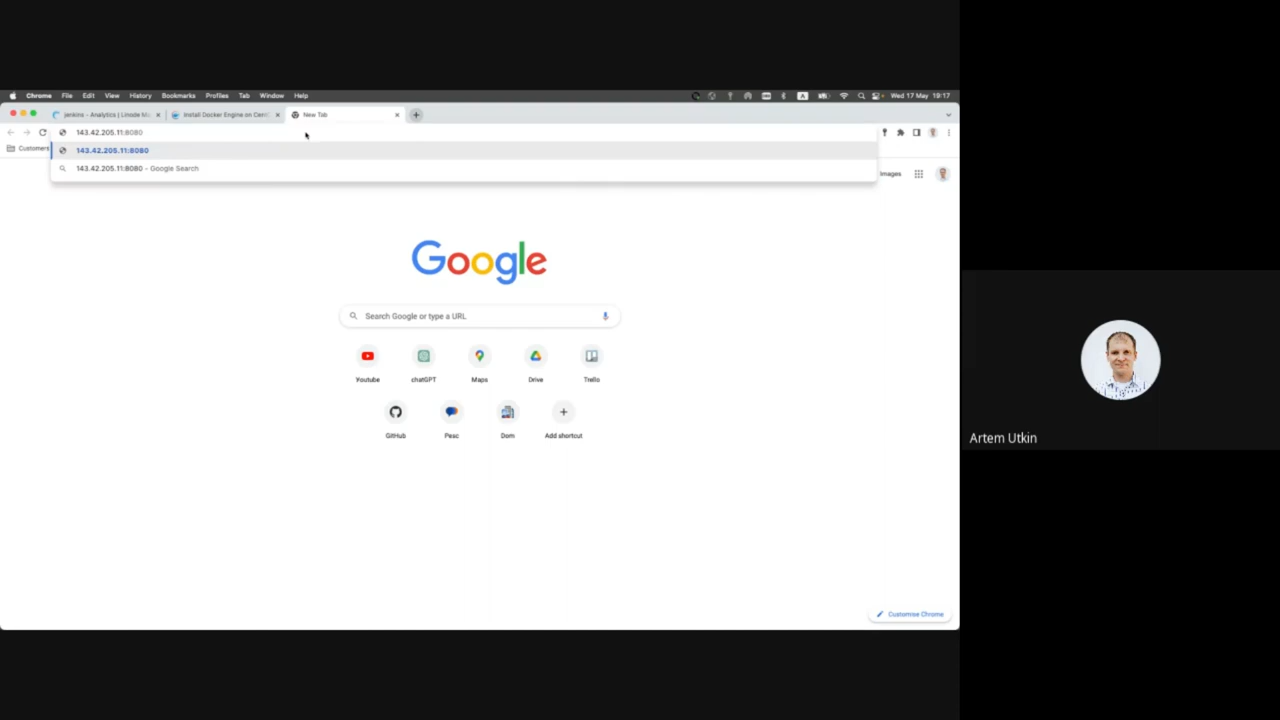 Chrome File Edit View History Bookmarks Profiles Tab Window Help A Wed 17 May 19:17
jenkins - Analytics | Linode Ma Install Docker Engine on CentO New Tab
143.42.205.11:8080
Customers
143.42.205.11:8080
143.42.205.11:8080 - Google Search
Images
Google
Search Google or type a URL
Youtube chatGPT Maps Drive Trello
GitHub Pesc Dom Add shortcut
Artem Utkin
Customise Chrome